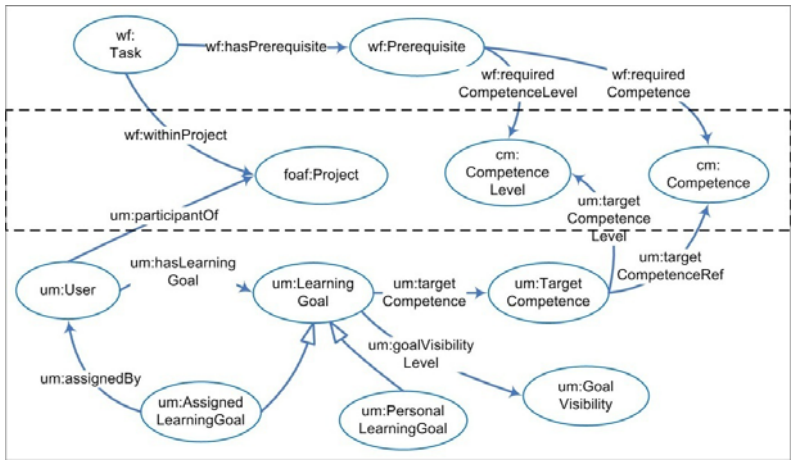 wf:
Task
wf:hasPrerequisite
wf:Prerequisite
wf:required
CompetenceLevel
wf:required
Competence
wf:withinProject
foaf:Project
cm:
Competence
Level
cm:
Competence
um:participantOf
um:target
Competence
Level
um:target
CompetenceRef
um:User
um:hasLearning
Goal
um:Learning
Goal
um:target
Competence
um:Target
Competence
um:goalVisibility
Level
um:assignedBy
um:Assigned
LearningGoal
um:Personal
LearningGoal
um:Goal
Visibility